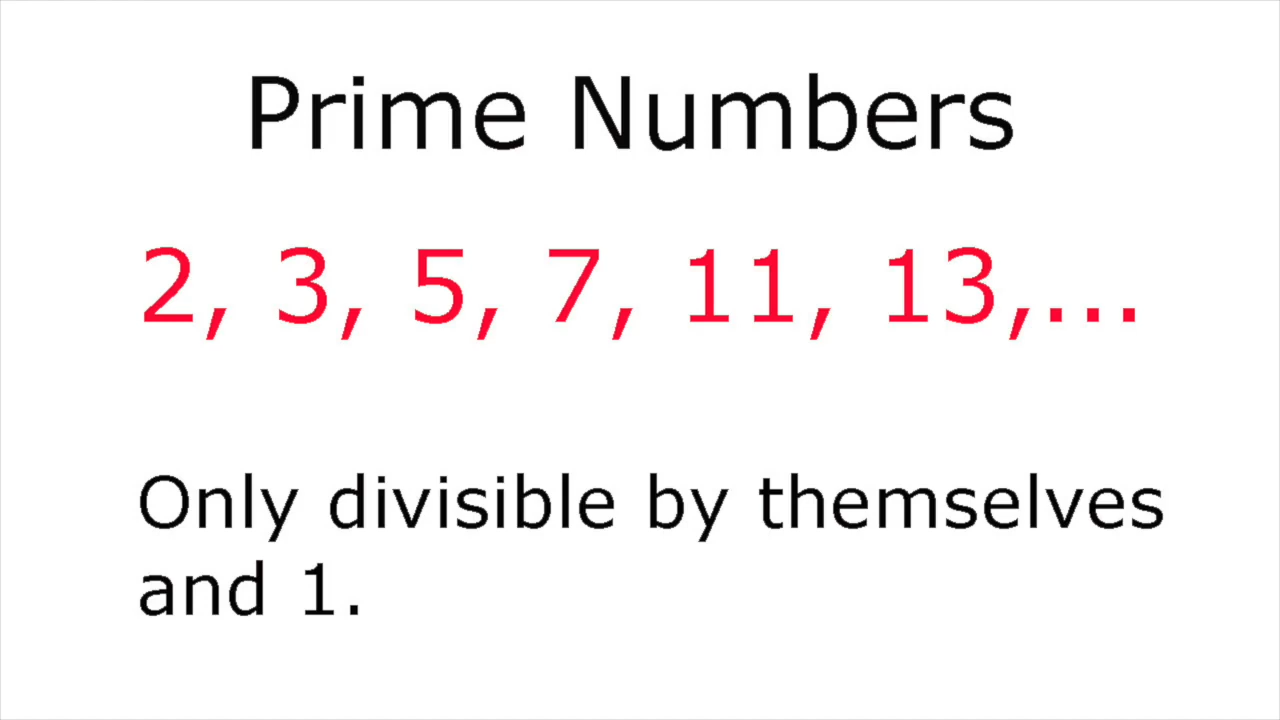 Prime Numbers
2, 3, 5, 7, 11, 13,...
Only divisible by themselves
and 1.